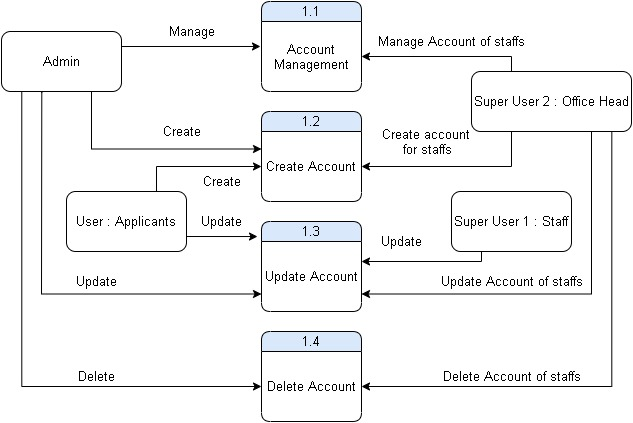 1.1
Manage
Account
Management
Manage Account of staffs
Admin
Super User 2 : Office Head
1.2
Create
Create account
for staffs
Create Account
Create
User : Applicants
Update
1.3
Super User 1 : Staff
Update
Update
Update Account
Update Account of staffs
1.4
Delete
Delete Account
Delete Account of staffs